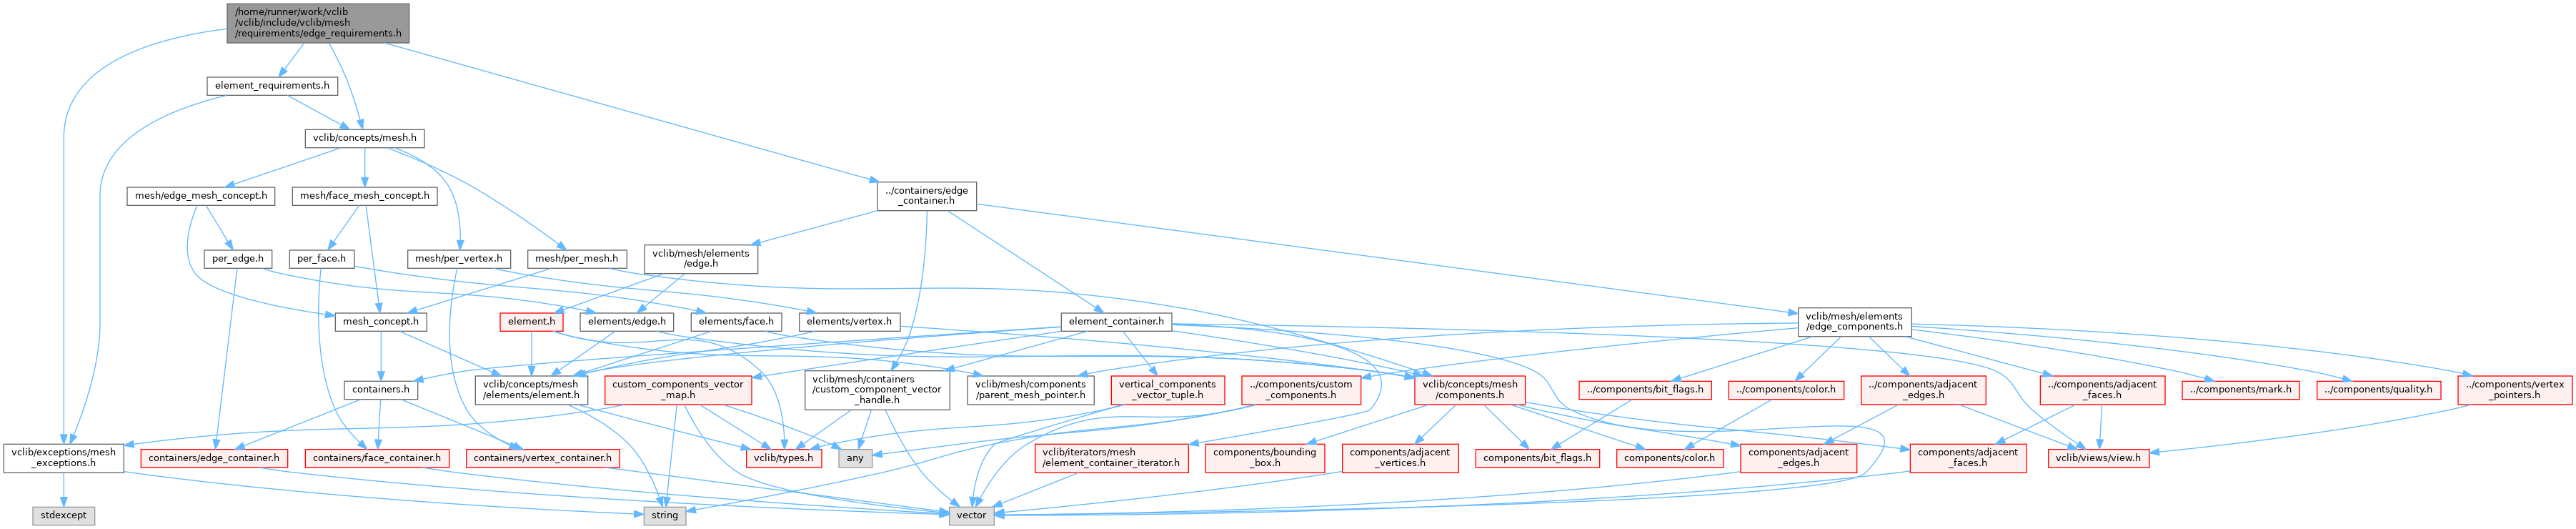 /home/runner/work/vclib
/vclib/include/vclib/mesh
/requirements/edge_requirements.h
element_requirements.h
vclib/concepts/mesh.h
mesh/edge_mesh_concept.h
mesh/face_mesh_concept.h
../containers/edge
_container.h
per_edge.h
per_face.h
mesh/per_vertex.h
mesh/per_mesh.h
vclib/mesh/elements
/edge.h
mesh_concept.h
element.h
elements/edge.h
elements/face.h
elements/vertex.h
element_container.h
vclib/mesh/elements
/edge_components.h
containers.h
vclib/concepts/mesh
/elements/element.h
custom_components_vector
_map.h
vclib/mesh/containers
/custom_component_vector
_handle.h
vclib/mesh/components
/parent_mesh_pointer.h
vertical_components
_vector_tuple.h
../components/custom
_components.h
vclib/concepts/mesh
/components.h
../components/bit_flags.h
../components/color.h
../components/adjacent
_edges.h
../components/adjacent
_faces.h
../components/mark.h
../components/quality.h
../components/vertex
_pointers.h
vclib/exceptions/mesh
_exceptions.h
containers/edge_container.h
containers/face_container.h
containers/vertex_container.h
vclib/types.h
any
vclib/iterators/mesh
/element_container_iterator.h
components/bounding
_box.h
components/adjacent
_vertices.h
components/bit_flags.h
components/color.h
components/adjacent
_edges.h
components/adjacent
_faces.h
vclib/views/view.h
stdexcept
string
vector